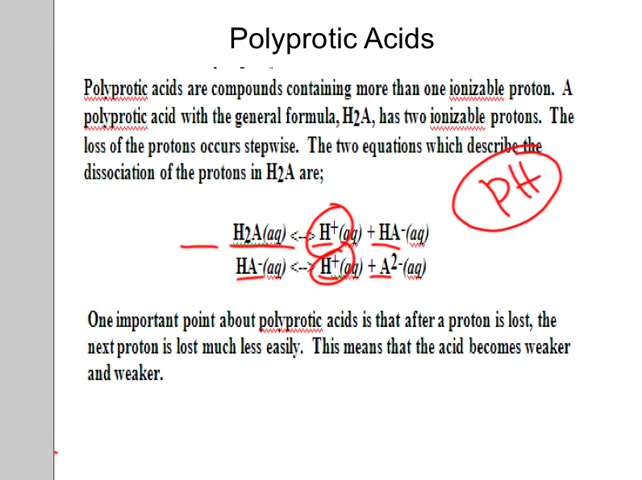 Polyprotic Acids
Polyprotic acids are compounds containing more than one ionizable proton. A
polyprotic acid with the general formula, H2A, has two ionizable protons. The
loss of the protons occurs stepwise. The two equations which describe the
dissociation of the protons in H2A are;
PH
H2A(aq) <--> H+(aq) + HA-(aq)
HA-(aq) <--> H+(aq) + A2-(aq)
One important point about polyprotic acids is that after a proton is lost, the
next proton is lost much less easily. This means that the acid becomes weaker
and weaker.